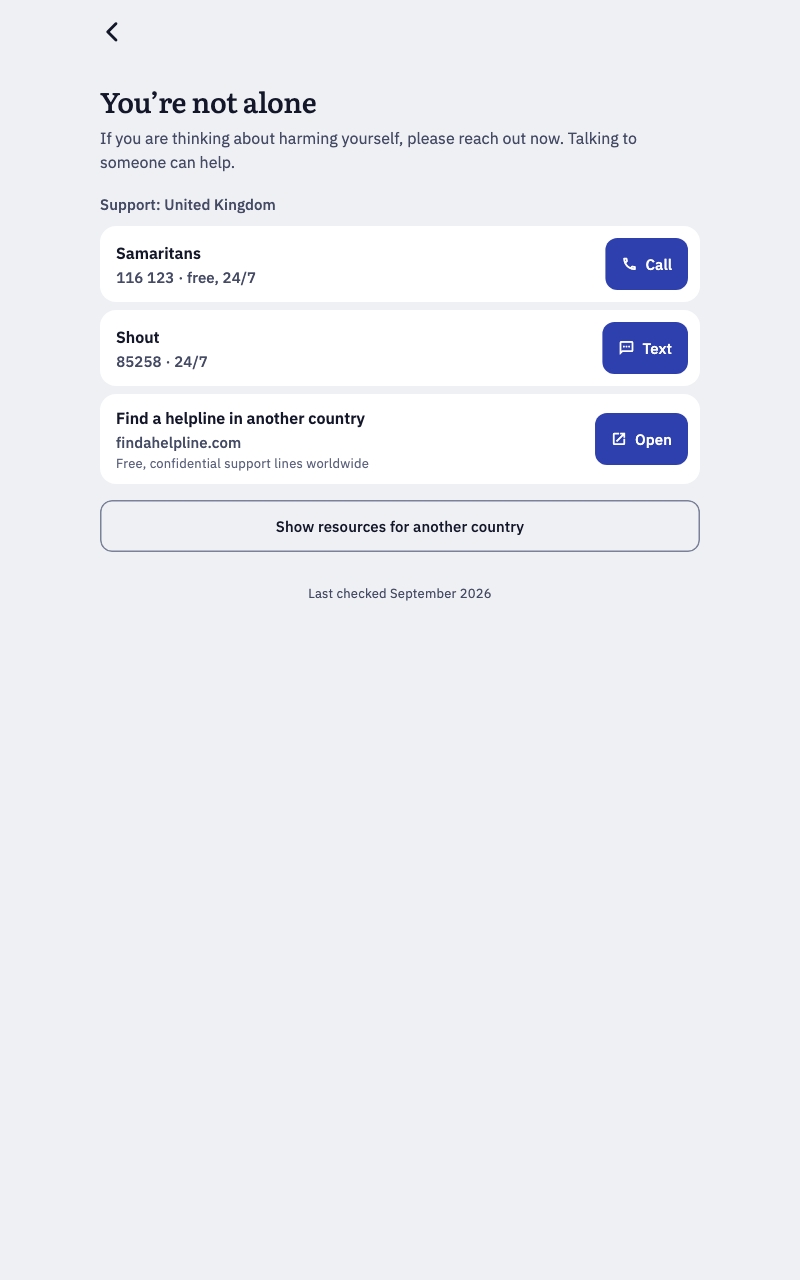 You’re not alone
If you are thinking about harming yourself, please reach out now. Talking to
someone can help.
Support: United Kingdom
Samaritans
116 123 · free, 24/7
Call
Shout
85258 · 24/7
Text
Find a helpline in another country
findahelpline.com
Free, confidential support lines worldwide
Open
Show resources for another country
Last checked September 2026